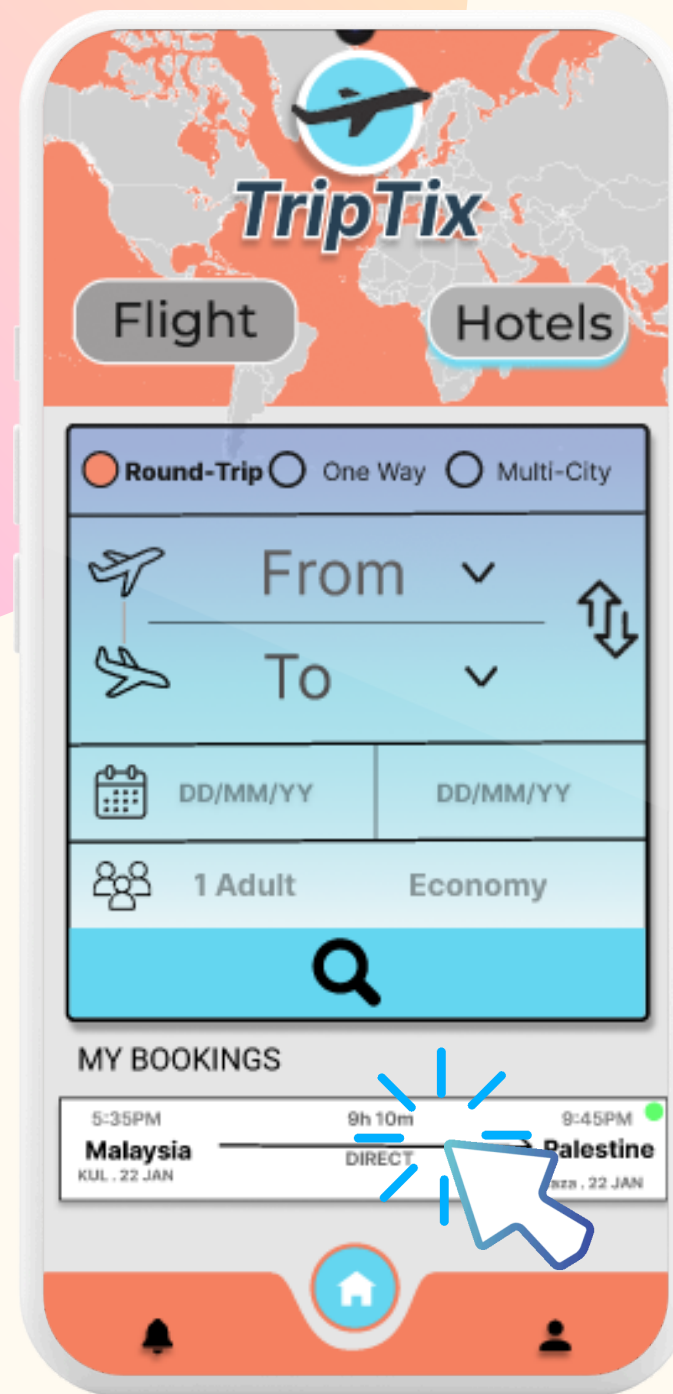 TripTix
Flight Hotels
Round-Trip One Way Multi-City
From
To
DD/MM/YY DD/MM/YY
1 Adult Economy
MY BOOKINGS
5:35PM 9h 10m 9:45PM
Malaysia Palestine
DIRECT
KUL . 22 JAN . 22 JAN